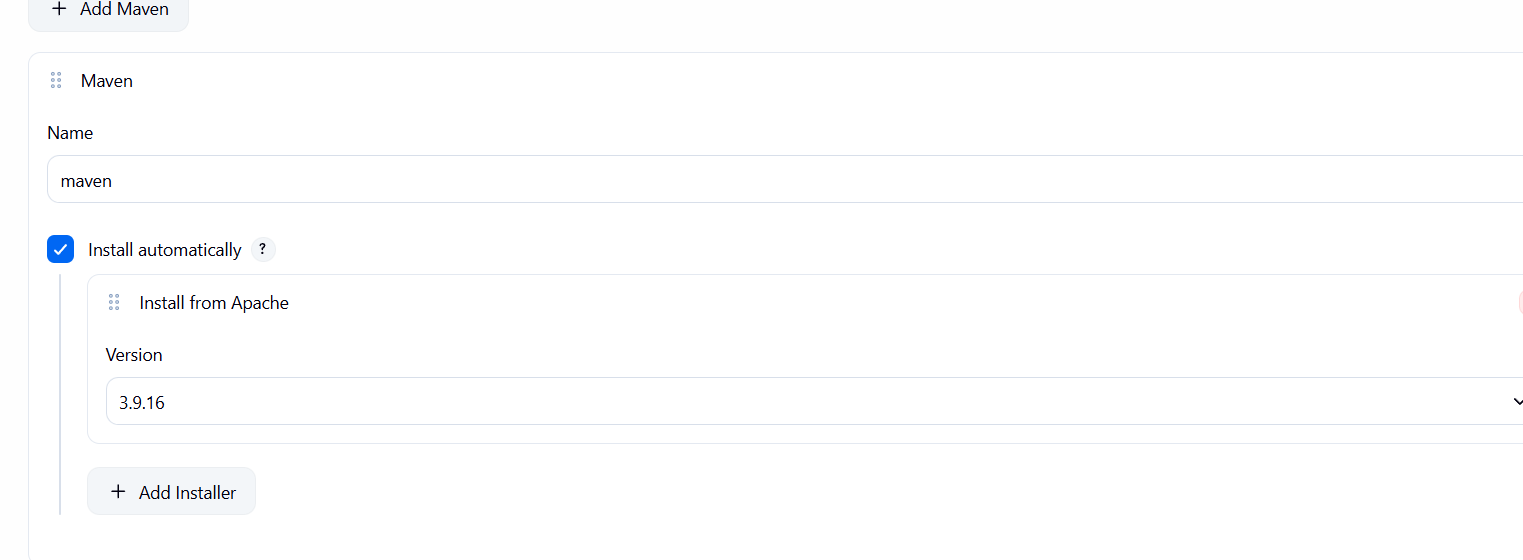 + Add Maven
Maven
Name
maven
Install automatically ?
Install from Apache
Version
3.9.16
+ Add Installer